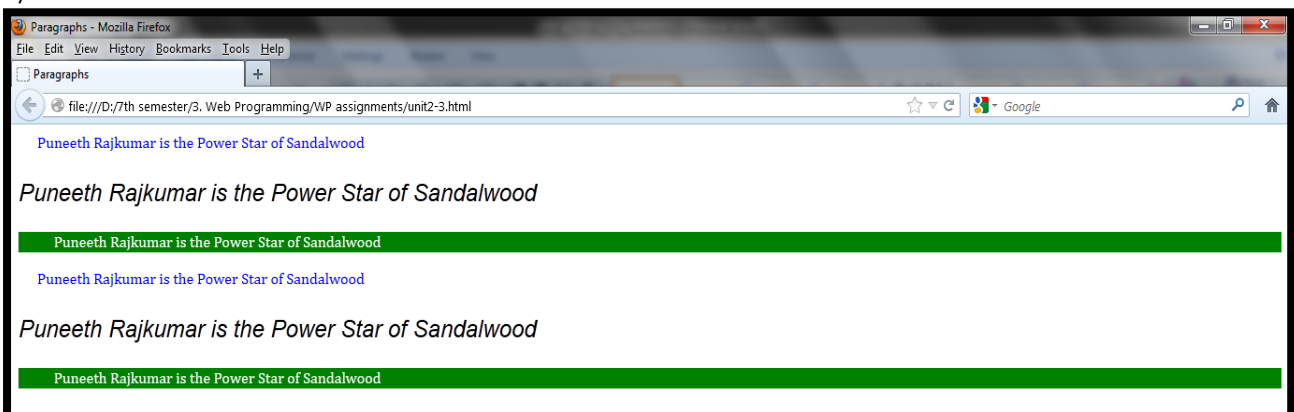 Paragraphs - Mozilla Firefox
File Edit View History Bookmarks Tools Help
Paragraphs +
file:///D:/7th semester/3. Web Programming/WP assignments/unit2-3.html Google
Puneeth Rajkumar is the Power Star of Sandalwood
Puneeth Rajkumar is the Power Star of Sandalwood
Puneeth Rajkumar is the Power Star of Sandalwood
Puneeth Rajkumar is the Power Star of Sandalwood
Puneeth Rajkumar is the Power Star of Sandalwood
Puneeth Rajkumar is the Power Star of Sandalwood